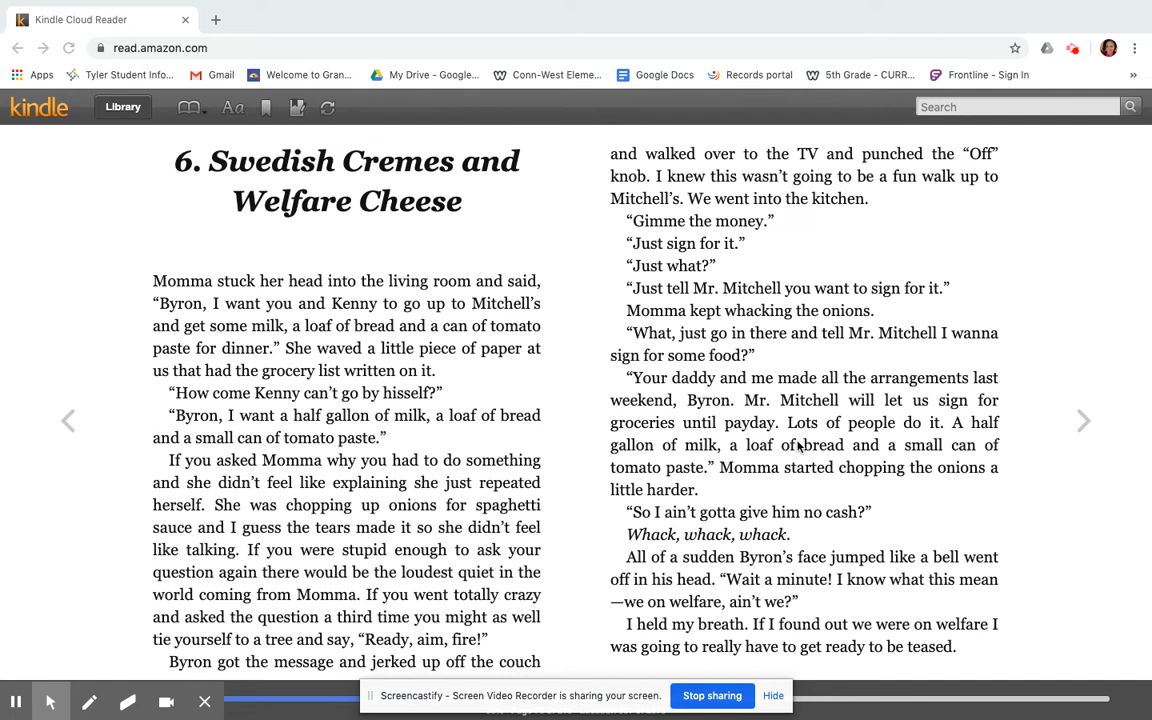 Kindle Cloud Reader
read.amazon.com
Apps
Tyler Student Info...
Gmail
Welcome to Gran...
My Drive - Google...
Conn-West Eleme...
Google Docs
Records portal
5th Grade - CURR...
Frontline - Sign In
»
kindle
Library
Aa
Search
6. Swedish Cremes and
Welfare Cheese
Momma stuck her head into the living room and said,
“Byron, I want you and Kenny to go up to Mitchell’s
and get some milk, a loaf of bread and a can of tomato
paste for dinner.” She waved a little piece of paper at
us that had the grocery list written on it.
“How come Kenny can’t go by hisself?”
“Byron, I want a half gallon of milk, a loaf of bread
and a small can of tomato paste.”
If you asked Momma why you had to do something
and she didn’t feel like explaining she just repeated
herself. She was chopping up onions for spaghetti
sauce and I guess the tears made it so she didn’t feel
like talking. If you were stupid enough to ask your
question again there would be the loudest quiet in the
world coming from Momma. If you went totally crazy
and asked the question a third time you might as well
tie yourself to a tree and say, “Ready, aim, fire!”
Byron got the message and jerked up off the couch
and walked over to the TV and punched the “Off”
knob. I knew this wasn’t going to be a fun walk up to
Mitchell’s. We went into the kitchen.
“Gimme the money.”
“Just sign for it.”
“Just what?”
“Just tell Mr. Mitchell you want to sign for it.”
Momma kept whacking the onions.
“What, just go in there and tell Mr. Mitchell I wanna
sign for some food?”
“Your daddy and me made all the arrangements last
weekend, Byron. Mr. Mitchell will let us sign for
groceries until payday. Lots of people do it. A half
gallon of milk, a loaf of bread and a small can of
tomato paste.” Momma started chopping the onions a
little harder.
“So I ain’t gotta give him no cash?”
Whack, whack, whack.
All of a sudden Byron’s face jumped like a bell went
off in his head. “Wait a minute! I know what this mean
—we on welfare, ain’t we?”
I held my breath. If I found out we were on welfare I
was going to really have to get ready to be teased.
Screencastify - Screen Video Recorder is sharing your screen.
Stop sharing
Hide